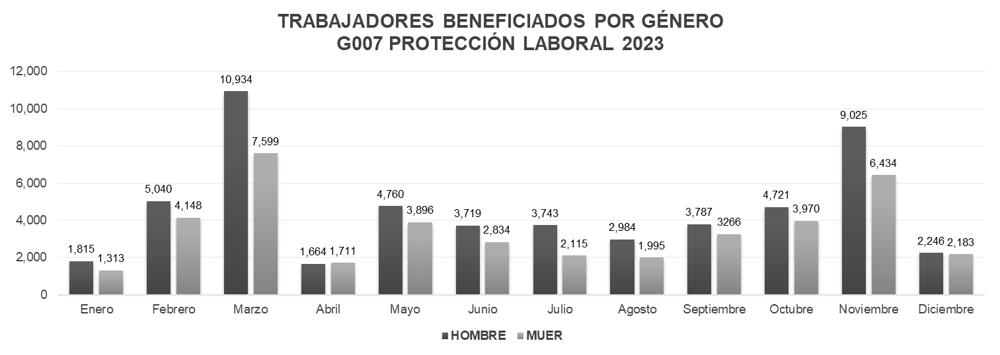 TRABAJADORES BENEFICIADOS POR GÉNERO
G007 PROTECCIÓN LABORAL 2023
12,000
10,000
8,000
6,000
4,000
2,000
0
1,815
1,313
5,040
4,148
10,934
7,599
1,664
1,711
4,760
3,896
3,719
2,834
3,743
2,115
2,984
1,995
3,787
3266
4,721
3,970
9,025
6,434
2,246
2,183
Enero
Febrero
Marzo
Abril
Mayo
Junio
Julio
Agosto
Septiembre
Octubre
Noviembre
Diciembre
HOMBRE
MUER